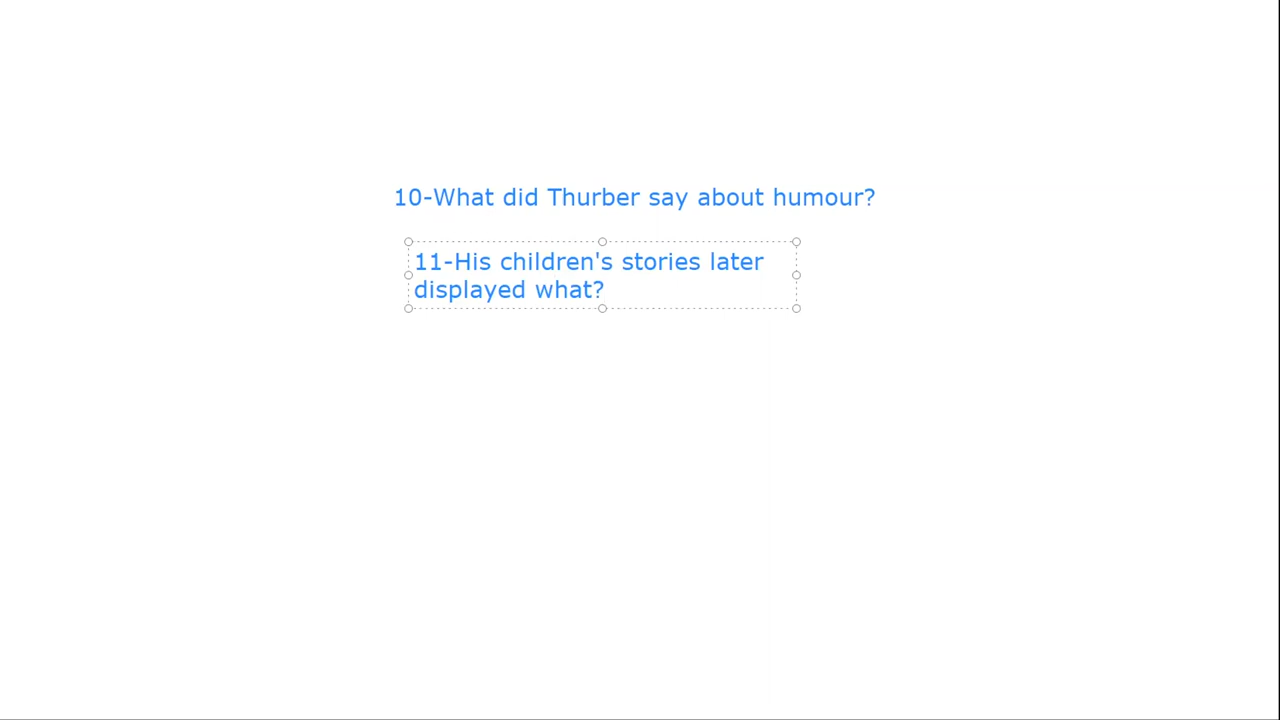 10-What did Thurber say about humour?
11-His children's stories later
displayed what?